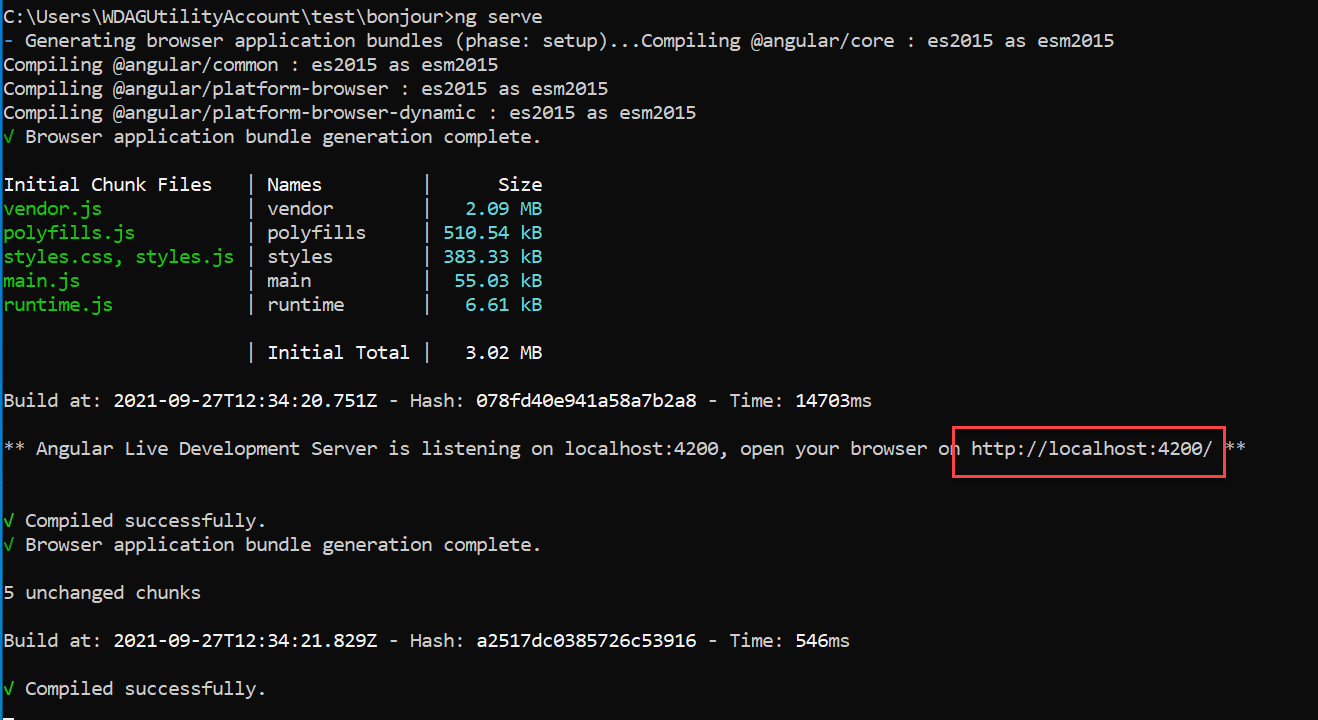 C:\Users\WDAGUtilityAccount\test\bonjour>ng serve
- Generating browser application bundles (phase: setup)...Compiling @angular/core : es2015 as esm2015
Compiling @angular/common : es2015 as esm2015
Compiling @angular/platform-browser : es2015 as esm2015
Compiling @angular/platform-browser-dynamic : es2015 as esm2015
√ Browser application bundle generation complete.
Initial Chunk Files   | Names         |      Size
vendor.js             | vendor        |   2.09 MB
polyfills.js          | polyfills     | 510.54 kB
styles.css, styles.js | styles        | 383.33 kB
main.js               | main          |  55.03 kB
runtime.js            | runtime       |   6.61 kB
                      | Initial Total |   3.02 MB
Build at: 2021-09-27T12:34:20.751Z - Hash: 078fd40e941a58a7b2a8 - Time: 14703ms
** Angular Live Development Server is listening on localhost:4200, open your browser on http://localhost:4200/ **
√ Compiled successfully.
√ Browser application bundle generation complete.
5 unchanged chunks
Build at: 2021-09-27T12:34:21.829Z - Hash: a2517dc0385726c53916 - Time: 546ms
√ Compiled successfully.